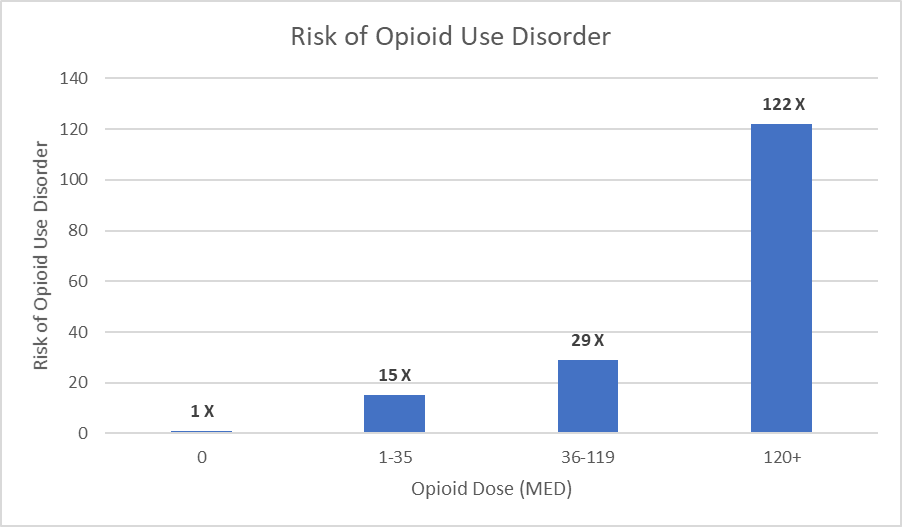 Risk of Opioid Use Disorder
Risk of Opioid Use Disorder
140
120
100
80
60
40
20
0
1 X
15 X
29 X
122 X
0
1-35
36-119
120+
Opioid Dose (MED)